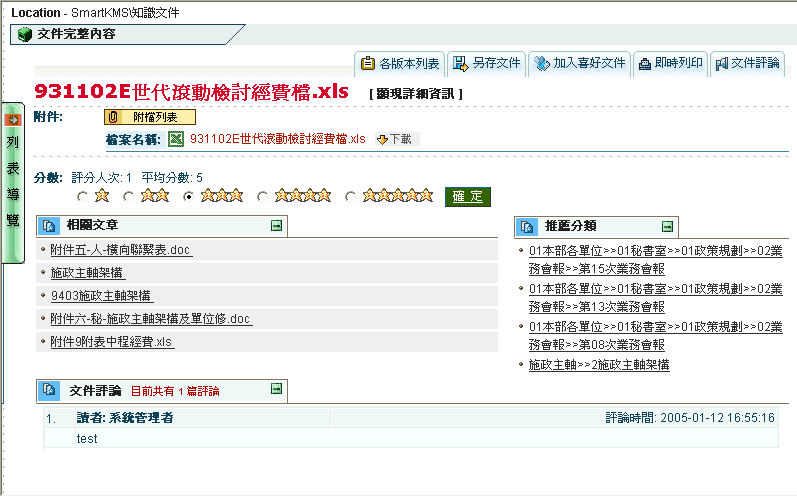 Location - SmartKMS\知識文件
文件完整內容
各版本列表 另存文件 加入喜好文件 即時列印 文件評論
931102E世代滾動檢討經費檔.xls [ 顯現詳細資訊 ]
列表導覽
附件: 附檔列表
檔案名稱: 931102E世代滾動檢討經費檔.xls 下載
分數: 評分人次: 1 平均分數: 5
確 定
相關文章
附件五-人-橫向聯繫表.doc
施政主軸架構
9403施政主軸架構
附件六-秘-施政主軸架構及單位修.doc
附件9附表中程經費.xls
推薦分類
01本部各單位>>01秘書室>>01政策規劃>>02業
務會報>>第15次業務會報
01本部各單位>>01秘書室>>01政策規劃>>02業
務會報>>第13次業務會報
01本部各單位>>01秘書室>>01政策規劃>>02業
務會報>>第08次業務會報
施政主軸>>2施政主軸架構
文件評論 目前共有 1 篇評論
1. 讀者: 系統管理者 評論時間: 2005-01-12 16:55:16
test